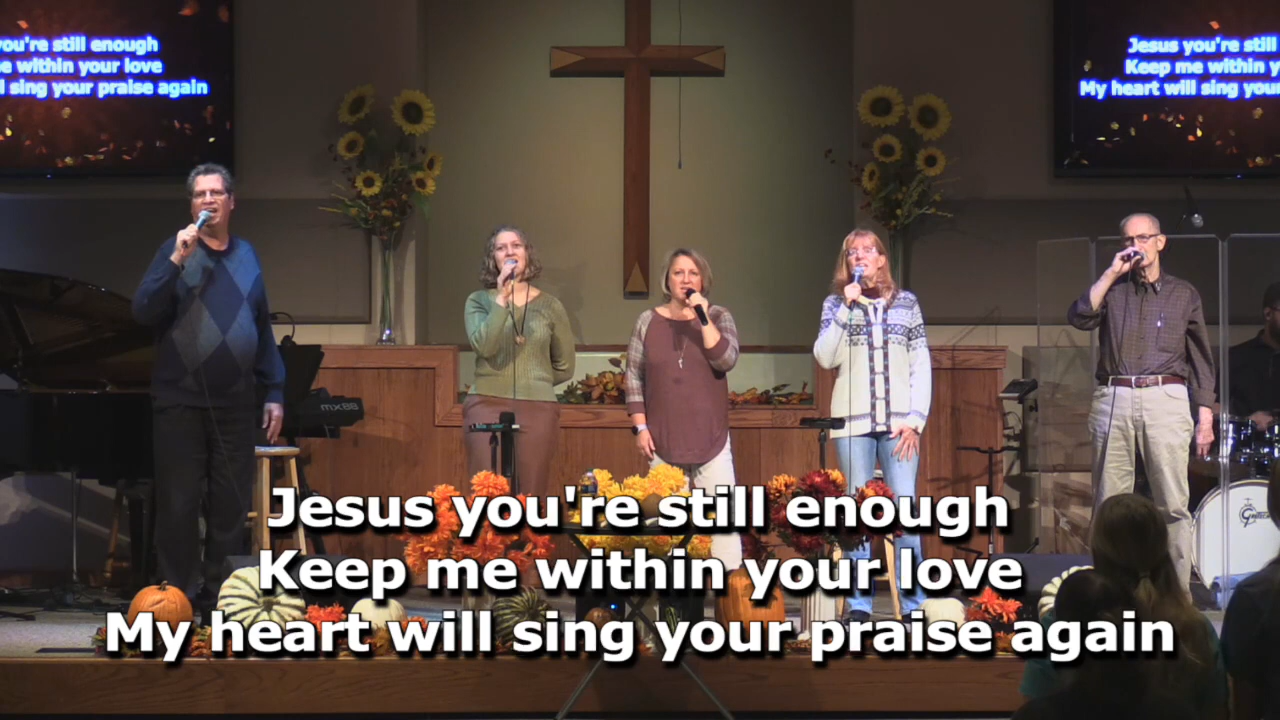 you're still enough
e within your love
l sing your praise again
Jesus you're still
Keep me within y
My heart will sing your
mx88
Jesus you're still enough
Keep me within your love
My heart will sing your praise again